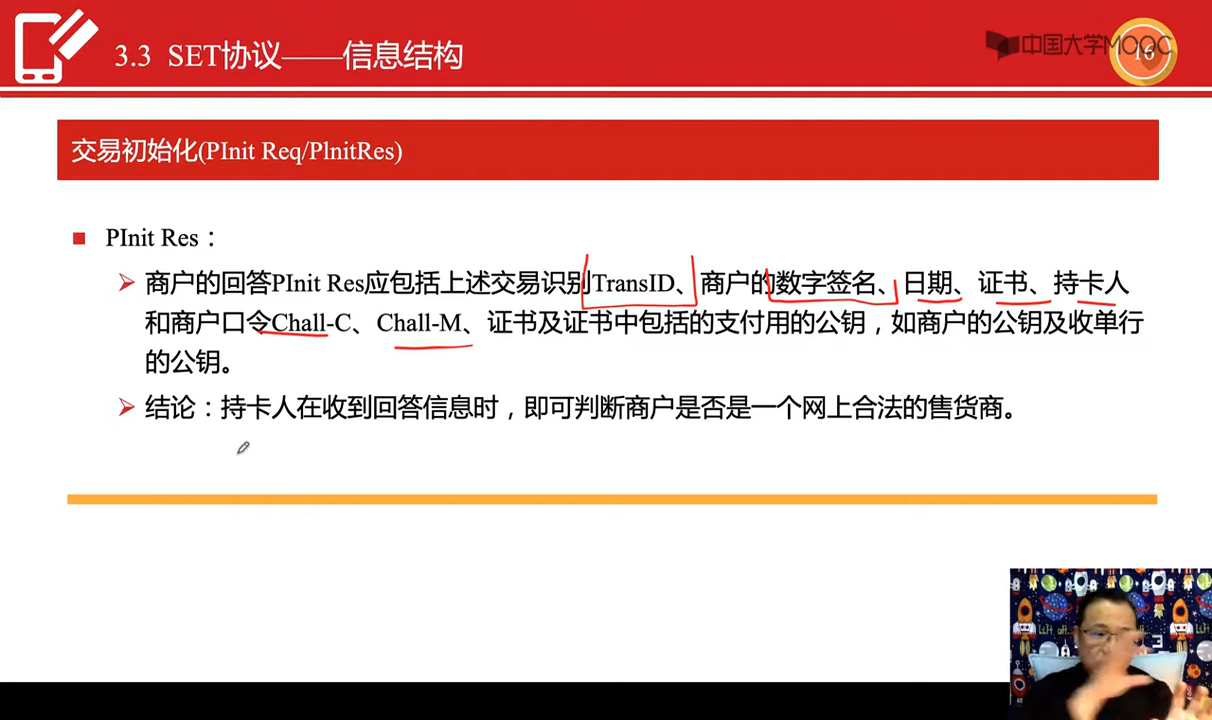 3.3 SET协议——信息结构
中国大学MOOC
16
交易初始化(PInit Req/PlnitRes)
PInit Res：
商户的回答PInit Res应包括上述交易识别TransID、商户的数字签名、日期、证书、持卡人
和商户口令Chall-C、Chall-M、证书及证书中包括的支付用的公钥，如商户的公钥及收单行
的公钥。
结论：持卡人在收到回答信息时，即可判断商户是否是一个网上合法的售货商。